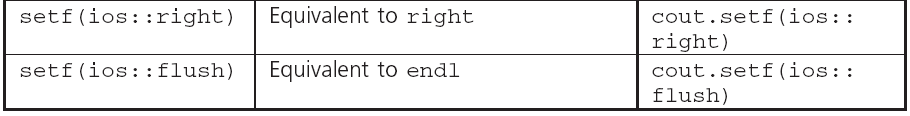 setf(ios::right) Equivalent to right cout.setf(ios::
right)
setf(ios::flush) Equivalent to endl cout.setf(ios::
flush)